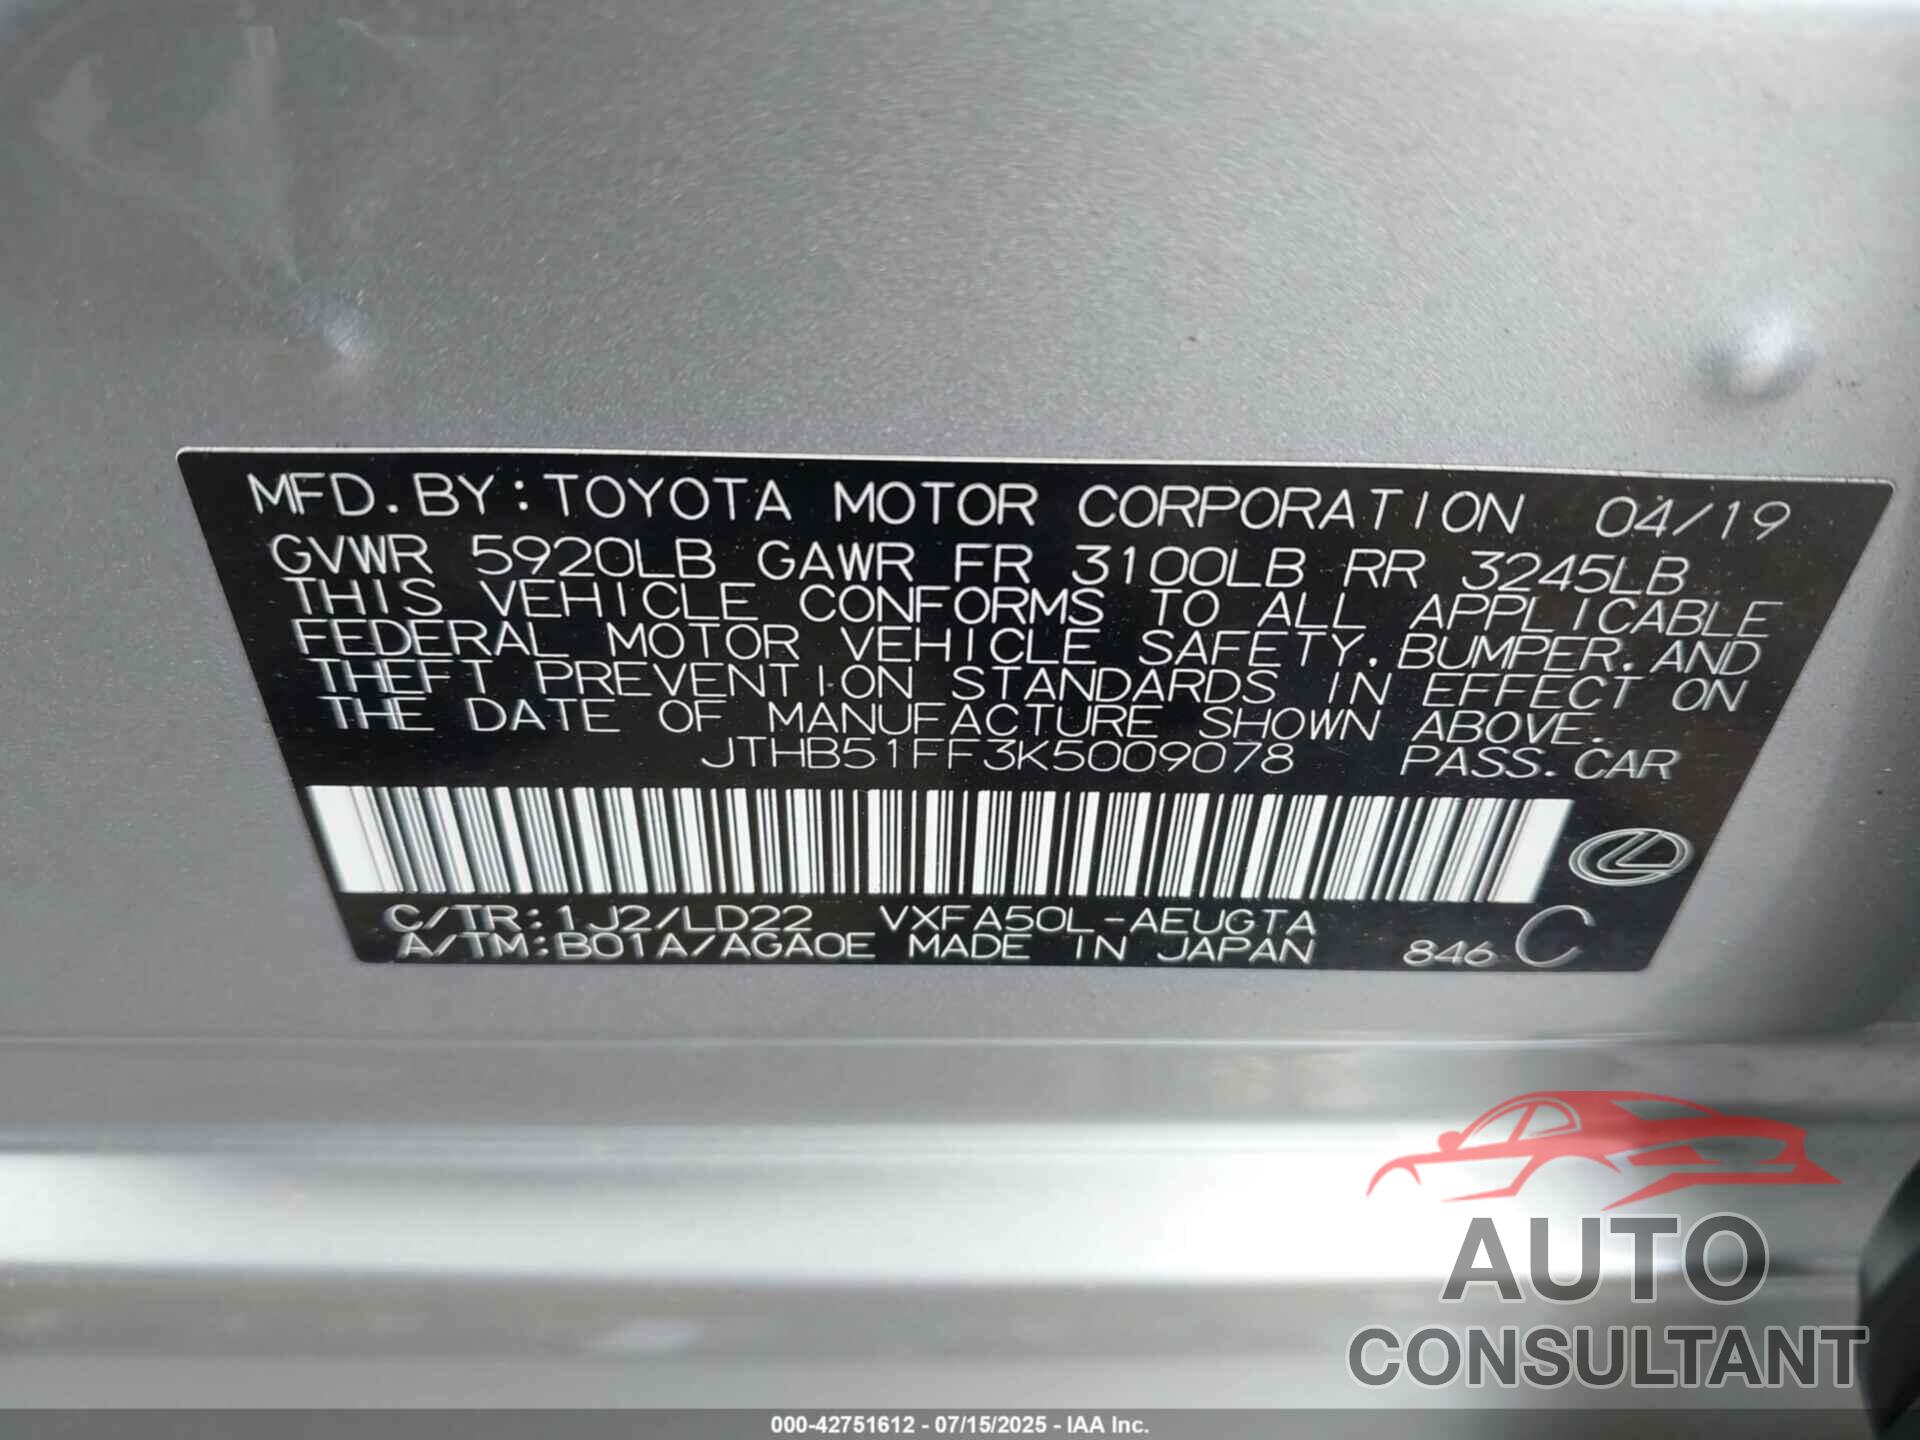 MFD. BY: TOYOTA MOTOR CORPORATION 04/19
GVWR 5920LB GAWR FR 3100LB RR 3245LB
THIS VEHICLE CONFORMS TO ALL APPLICABLE
FEDERAL MOTOR VEHICLE SAFETY, BUMPER, AND
THEFT PREVENTION STANDARDS IN EFFECT ON
THE DATE OF MANUFACTURE SHOWN ABOVE.
JTHB51FF3K5009078 PASS. CAR
C/TR: 1J2/LD22 VXFA50L-AEUGTA
A/TM: B01A/AGA0E MADE IN JAPAN 846 C
AUTO
CONSULTANT
000-42751612 - 07/15/2025 - IAA Inc.